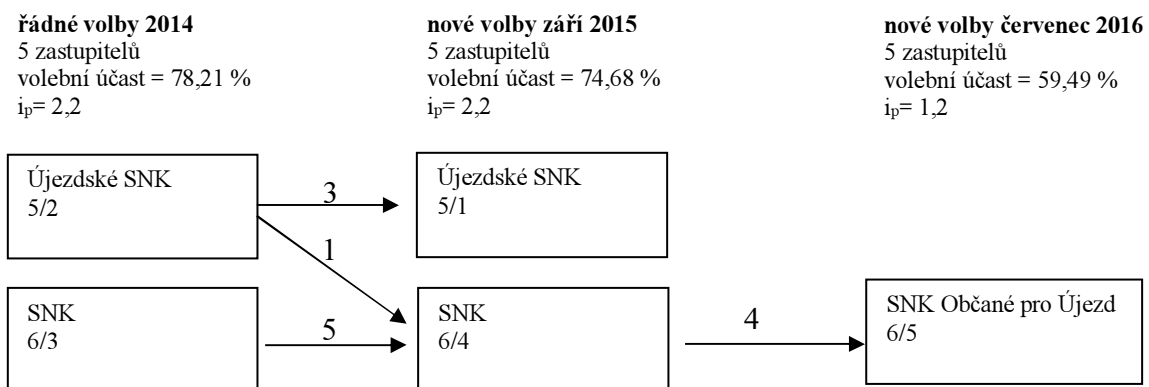 řádné volby 2014
5 zastupitelů
volební účast = 78,21 %
ip= 2,2
nové volby září 2015
5 zastupitelů
volební účast = 74,68 %
ip= 2,2
nové volby červenec 2016
5 zastupitelů
volební účast = 59,49 %
ip= 1,2
Újezdské SNK
5/2
3
Újezdské SNK
5/1
1
SNK
6/3
5
SNK
6/4
4
SNK Občané pro Újezd
6/5